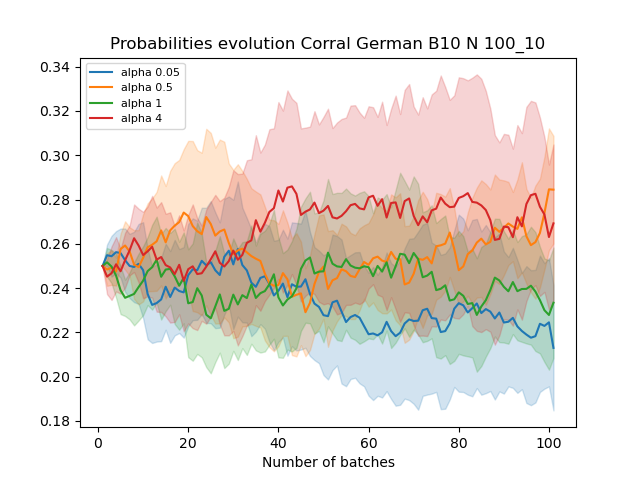 Probabilities evolution Corral German B10 N 100_10
alpha 0.05
alpha 0.5
alpha 1
alpha 4
0.34
0.32
0.30
0.28
0.26
0.24
0.22
0.20
0.18
0 20 40 60 80 100
Number of batches